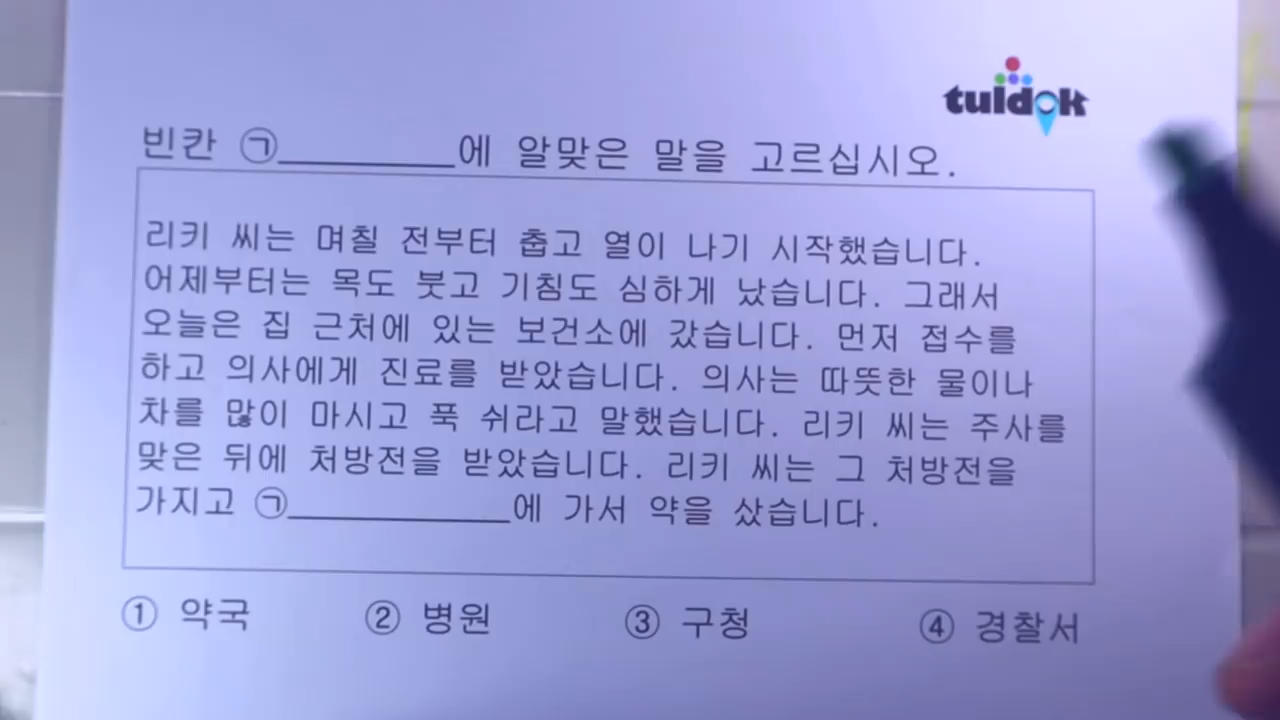 tuldok
빈칸 ㉠________에 알맞은 말을 고르십시오.
리키 씨는 며칠 전부터 춥고 열이 나기 시작했습니다.
어제부터는 목도 붓고 기침도 심하게 났습니다. 그래서
오늘은 집 근처에 있는 보건소에 갔습니다. 먼저 접수를
하고 의사에게 진료를 받았습니다. 의사는 따뜻한 물이나
차를 많이 마시고 푹 쉬라고 말했습니다. 리키 씨는 주사를
맞은 뒤에 처방전을 받았습니다. 리키 씨는 그 처방전을
가지고 ㉠__________에 가서 약을 샀습니다.
① 약국 ② 병원 ③ 구청 ④ 경찰서